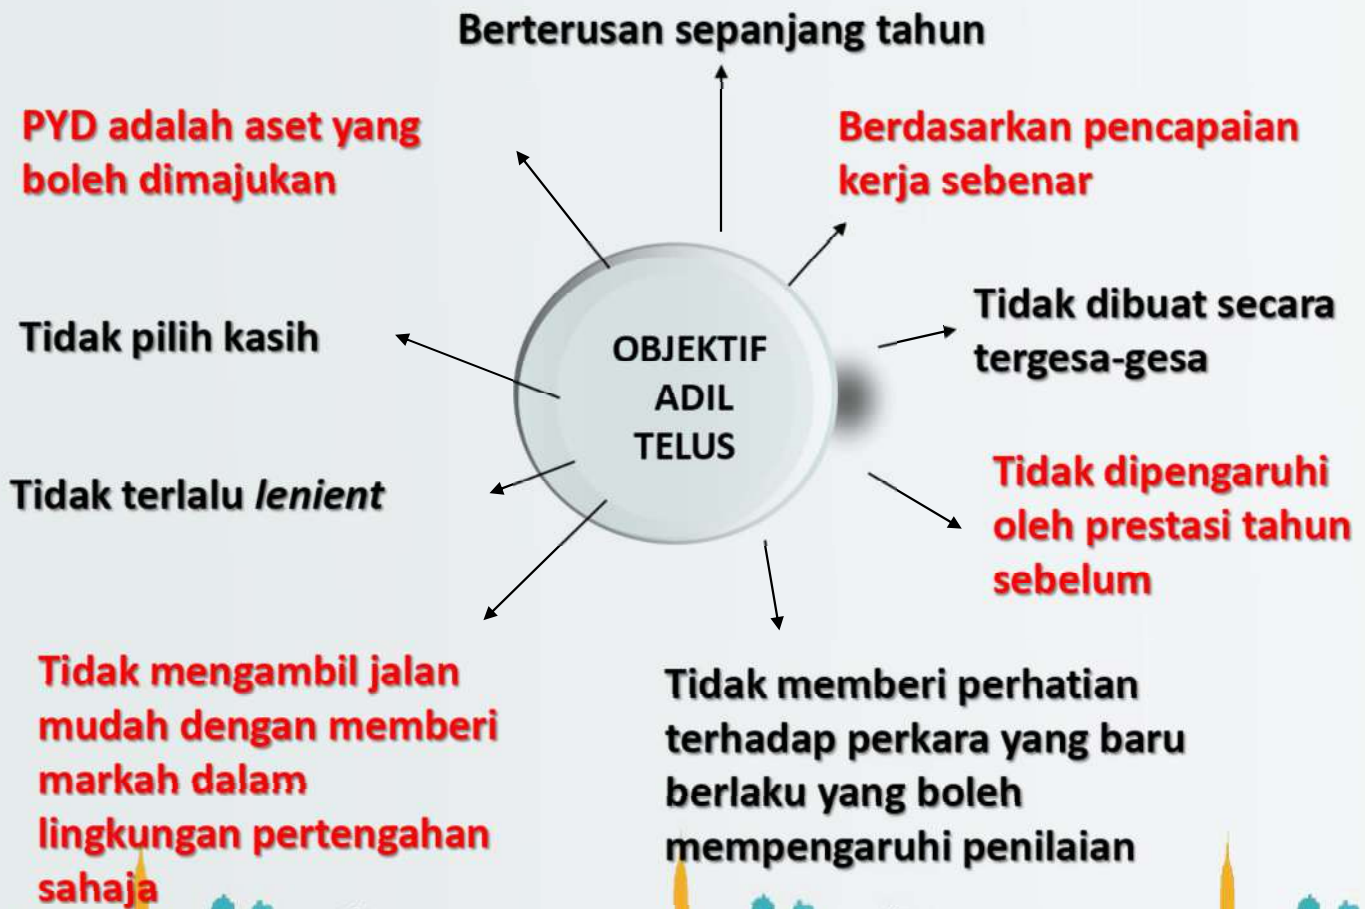 Berterusan sepanjang tahun
PYD adalah aset yang
boleh dimajukan
Berdasarkan pencapaian
kerja sebenar
Tidak pilih kasih
OBJEKTIF
ADIL
TELUS
Tidak dibuat secara
tergesa-gesa
Tidak terlalu lenient
Tidak dipengaruhi
oleh prestasi tahun
sebelum
Tidak mengambil jalan
mudah dengan memberi
markah dalam
lingkungan pertengahan
sahaja
Tidak memberi perhatian
terhadap perkara yang baru
berlaku yang boleh
mempengaruhi penilaian